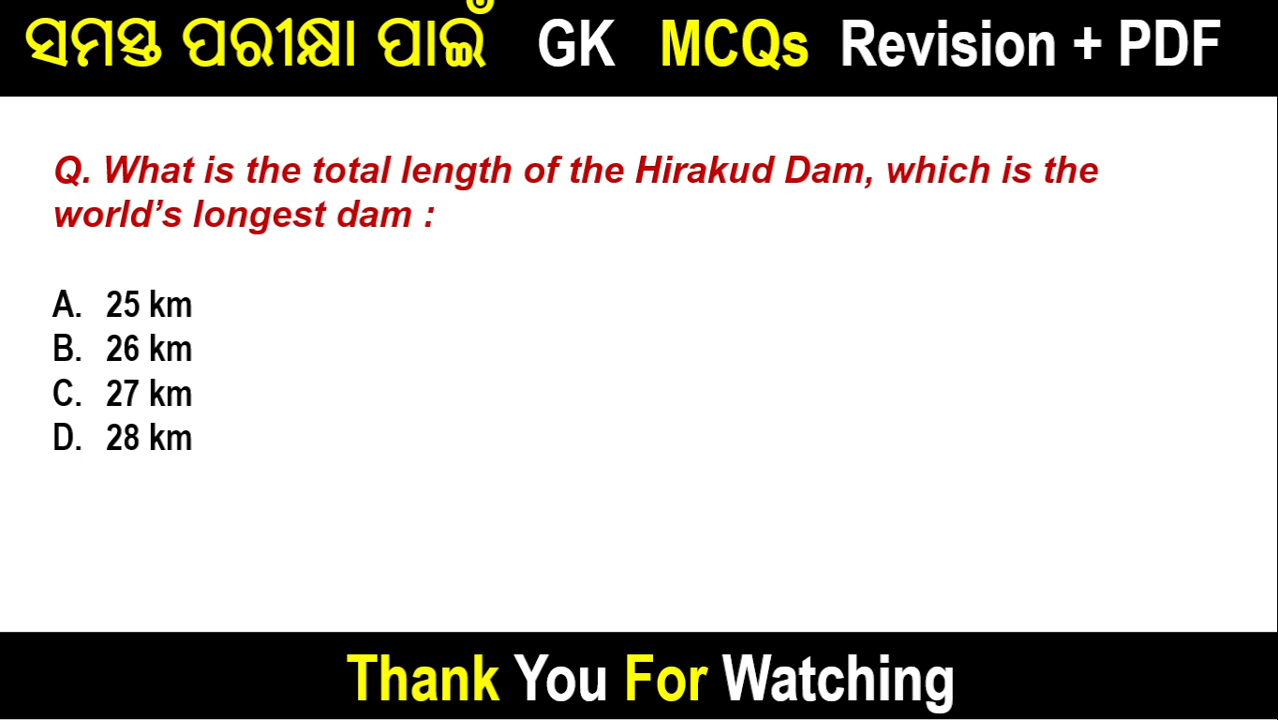 ସମସ୍ତ ପରୀକ୍ଷା ପାଇଁ GK MCQs Revision + PDF
Q. What is the total length of the Hirakud Dam, which is the
world’s longest dam :
A. 25 km
B. 26 km
C. 27 km
D. 28 km
Thank You For Watching